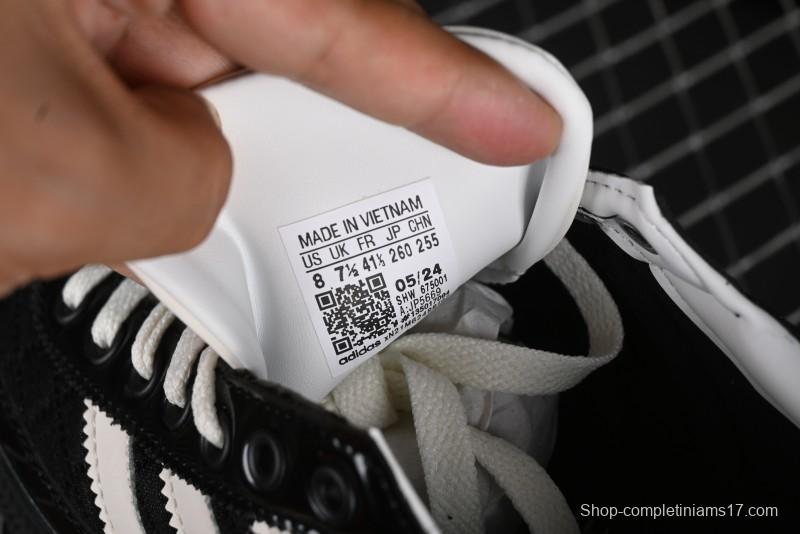 MADE IN VIETNAM
US UK FR JP CHN
8 7½ 41⅓ 260 255
05/24
SHW 675001
A:JP5669
adidas
Shop-completiniams17.com